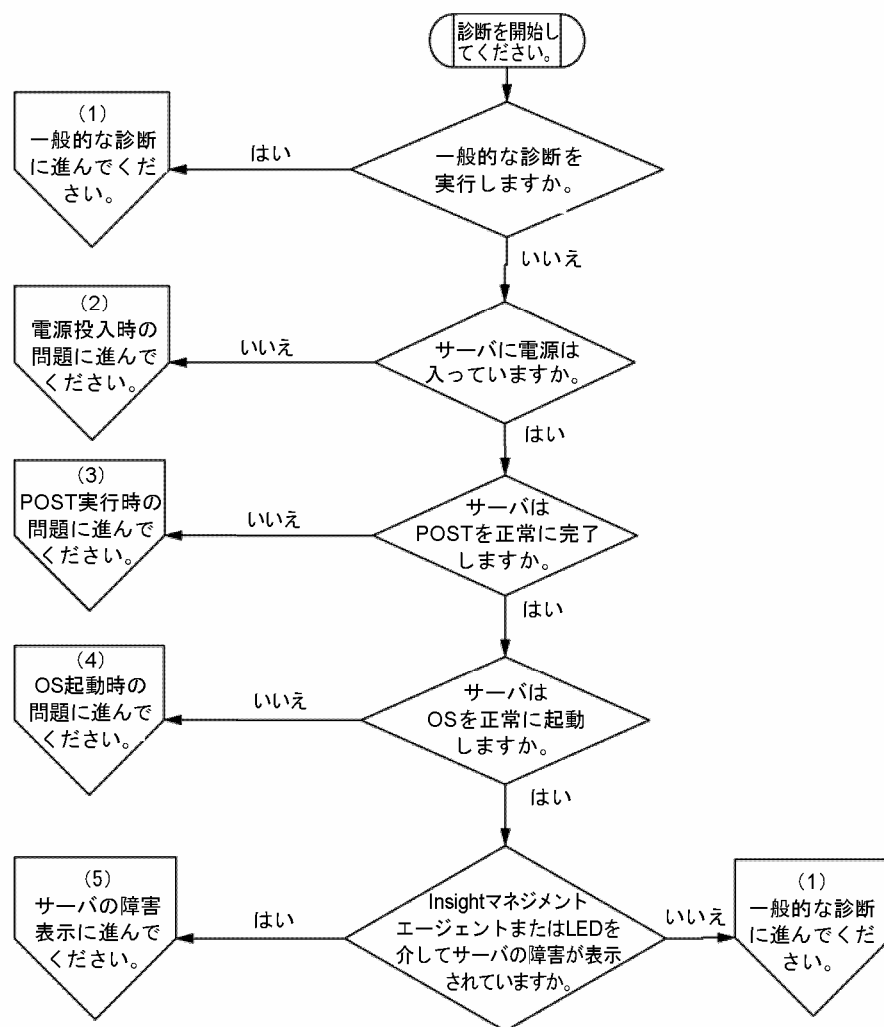 診断を開始し
てください。
一般的な診断を
実行しますか。
はい
(1)
一般的な診断
に進んでくだ
さい。
いいえ
サーバに電源は
入っていますか。
いいえ
(2)
電源投入時の
問題に進んで
ください。
はい
サーバは
POSTを正常に完了
しますか。
いいえ
(3)
POST実行時の
問題に進んで
ください。
はい
サーバは
OSを正常に起動
しますか。
いいえ
(4)
OS起動時の
問題に進んで
ください。
はい
Insightマネジメント
エージェントまたはLEDを
介してサーバの障害が表示
されていますか。
はい
(5)
サーバの障害
表示に進んで
ください。
いいえ
(1)
一般的な診断
に進んでくだ
さい。